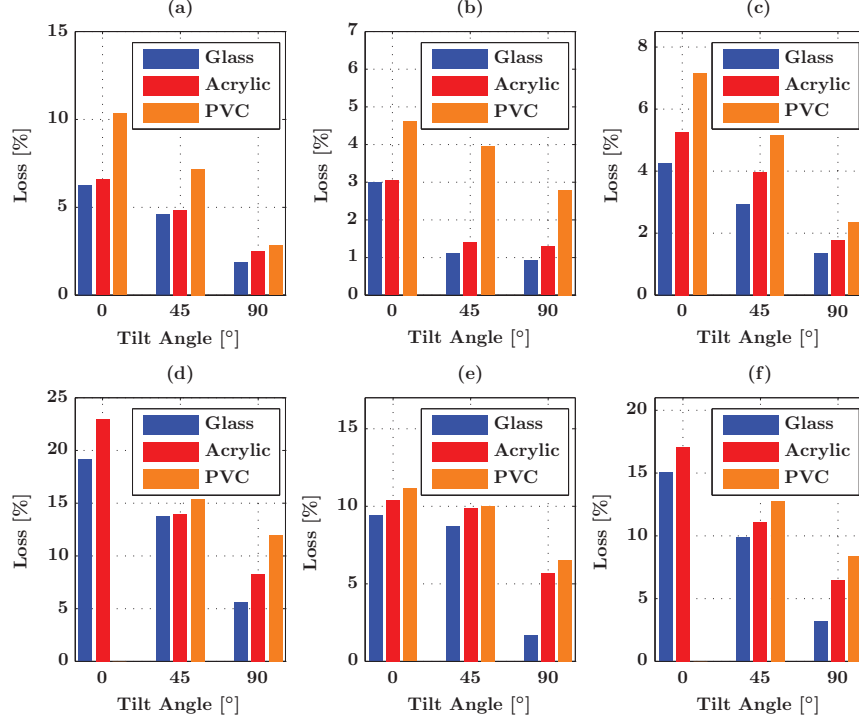 (a)
Loss [%]
15
10
5
0
Glass
Acrylic
PVC
0 45 90
Tilt Angle [°]
(b)
Loss [%]
7
6
5
4
3
2
1
0
Glass
Acrylic
PVC
0 45 90
Tilt Angle [°]
(c)
Loss [%]
8
6
4
2
0
Glass
Acrylic
PVC
0 45 90
Tilt Angle [°]
(d)
Loss [%]
25
20
15
10
5
0
Glass
Acrylic
PVC
0 45 90
Tilt Angle [°]
(e)
Loss [%]
15
10
5
0
Glass
Acrylic
PVC
0 45 90
Tilt Angle [°]
(f)
Loss [%]
20
15
10
5
0
Glass
Acrylic
PVC
0 45 90
Tilt Angle [°]